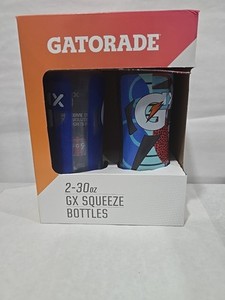 GATORADE
X
G
2-30oz
GX SQUEEZE
BOTTLES